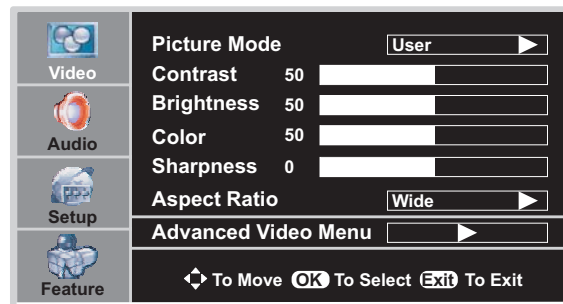 Video
Audio
Setup
Feature
Picture Mode User
Contrast 50
Brightness 50
Color 50
Sharpness 0
Aspect Ratio Wide
Advanced Video Menu
To Move OK To Select Exit To Exit